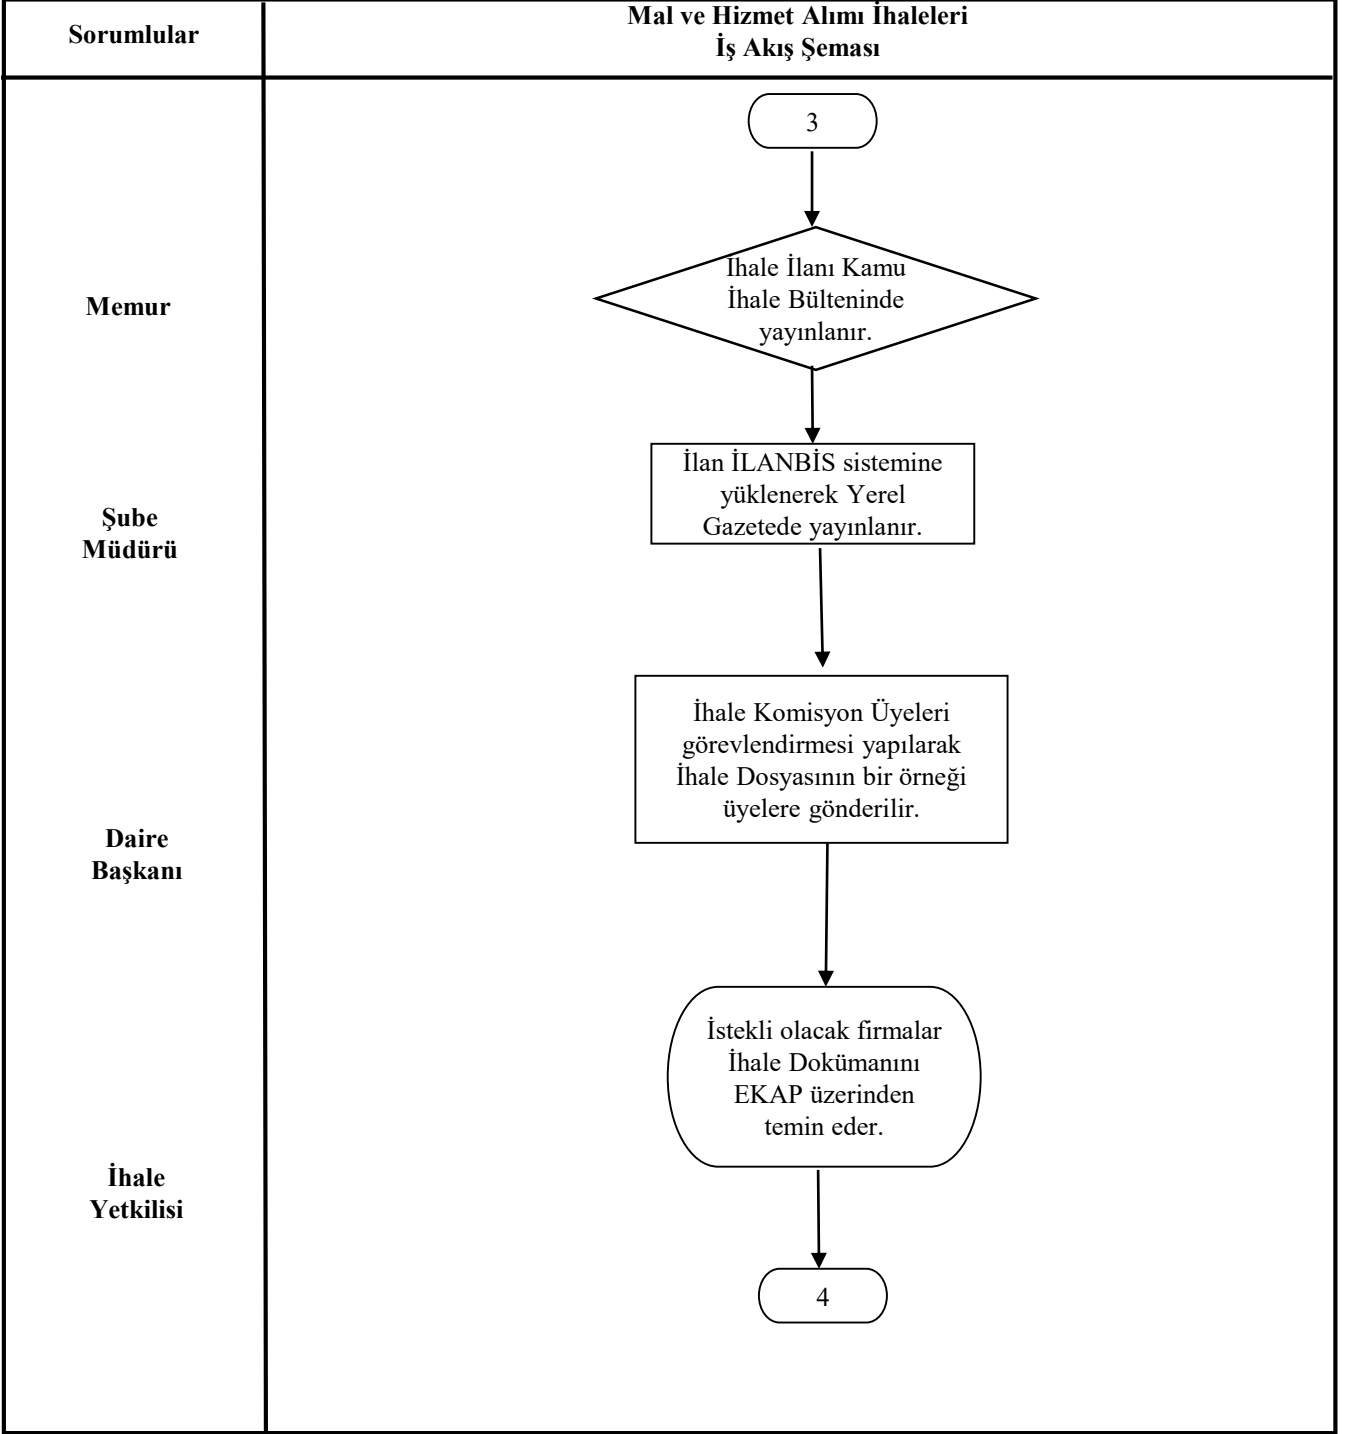 Sorumlular
Mal ve Hizmet Alımı İhaleleri
İş Akış Şeması
3
Memur
İhale İlanı Kamu
İhale Bülteninde
yayınlanır.
Şube
Müdürü
İlan İLANBİS sistemine
yüklenerek Yerel
Gazetede yayınlanır.
Daire
Başkanı
İhale Komisyon Üyeleri
görevlendirmesi yapılarak
İhale Dosyasının bir örneği
üyelere gönderilir.
İstekli olacak firmalar
İhale Dokümanını
EKAP üzerinden
temin eder.
İhale
Yetkilisi
4